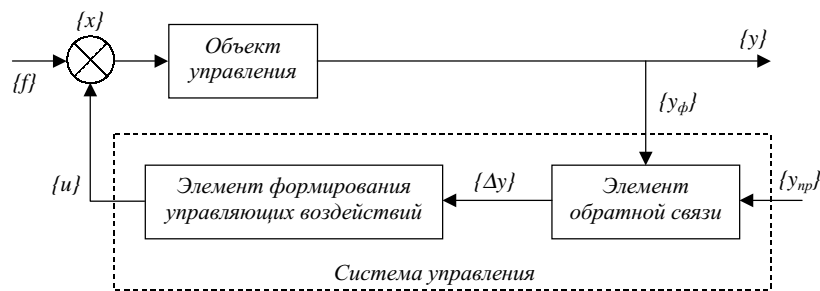 {x}
Объект
управления
{y}
{f}
{yф}
{u}
Элемент формирования
управляющих воздействий
{Δy}
Элемент
обратной связи
{yпр}
Система управления